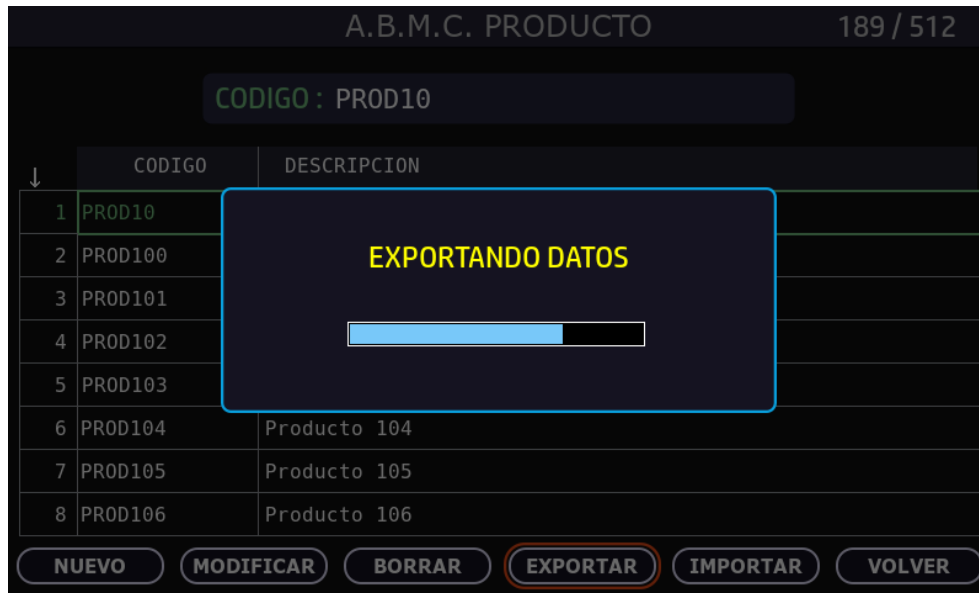 A.B.M.C. PRODUCTO 189 / 512
CODIGO : PROD10
↓ CODIGO DESCRIPCION
1 PROD10
2 PROD100
3 PROD101
4 PROD102
5 PROD103
EXPORTANDO DATOS
6 PROD104 Producto 104
7 PROD105 Producto 105
8 PROD106 Producto 106
NUEVO MODIFICAR BORRAR EXPORTAR IMPORTAR VOLVER